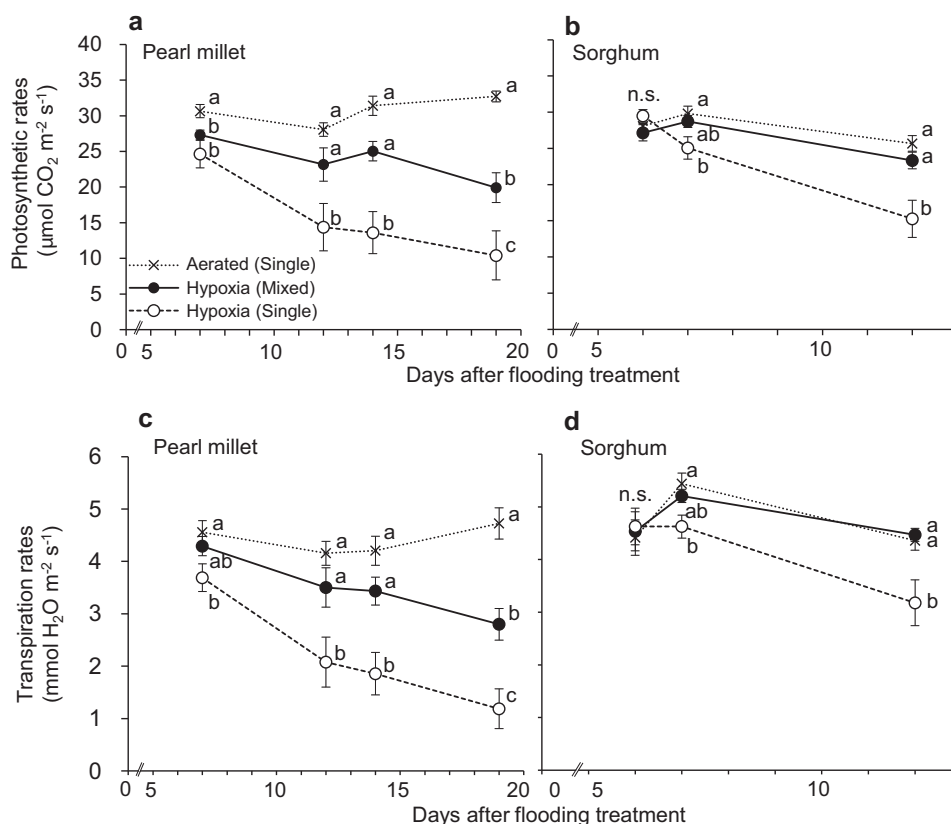 a
Pearl millet
b
Sorghum
40
35
30
25
20
15
10
5
0
Photosynthetic rates
(µmol CO₂ m⁻² s⁻¹)
a
a
a
a
b
a
a
b
b
b
b
c
Aerated (Single)
Hypoxia (Mixed)
Hypoxia (Single)
n.s.
a
ab
b
a
a
b
0 5 10 15 20
0 5 10
Days after flooding treatment
c
Pearl millet
d
Sorghum
6
5
4
3
2
1
0
Transpiration rates
(mmol H₂O m⁻² s⁻¹)
a
a
a
a
ab
a
a
b
b
b
b
c
n.s.
a
ab
b
a
a
b
0 5 10 15 20
0 5 10
Days after flooding treatment